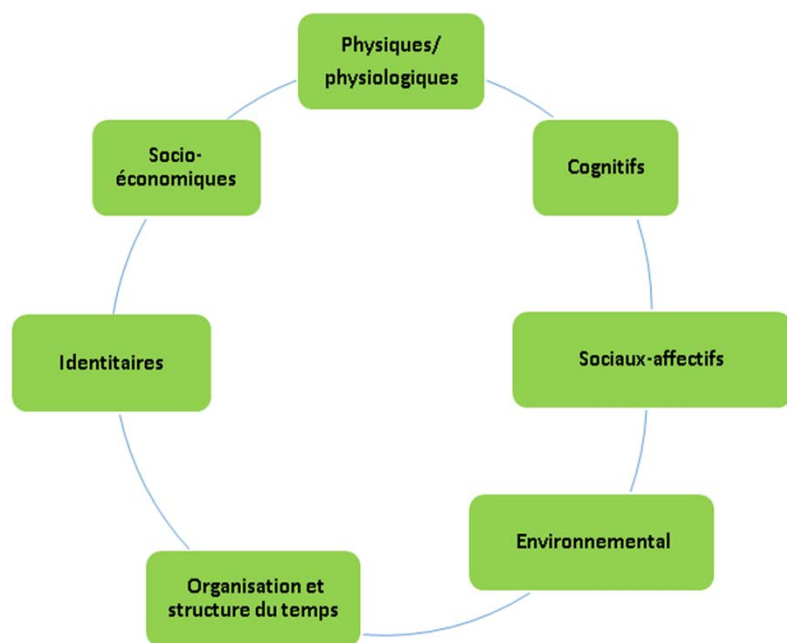 Physiques/
physiologiques
Cognitifs
Sociaux-affectifs
Environnemental
Organisation et
structure du temps
Identitaires
Socio-
économiques